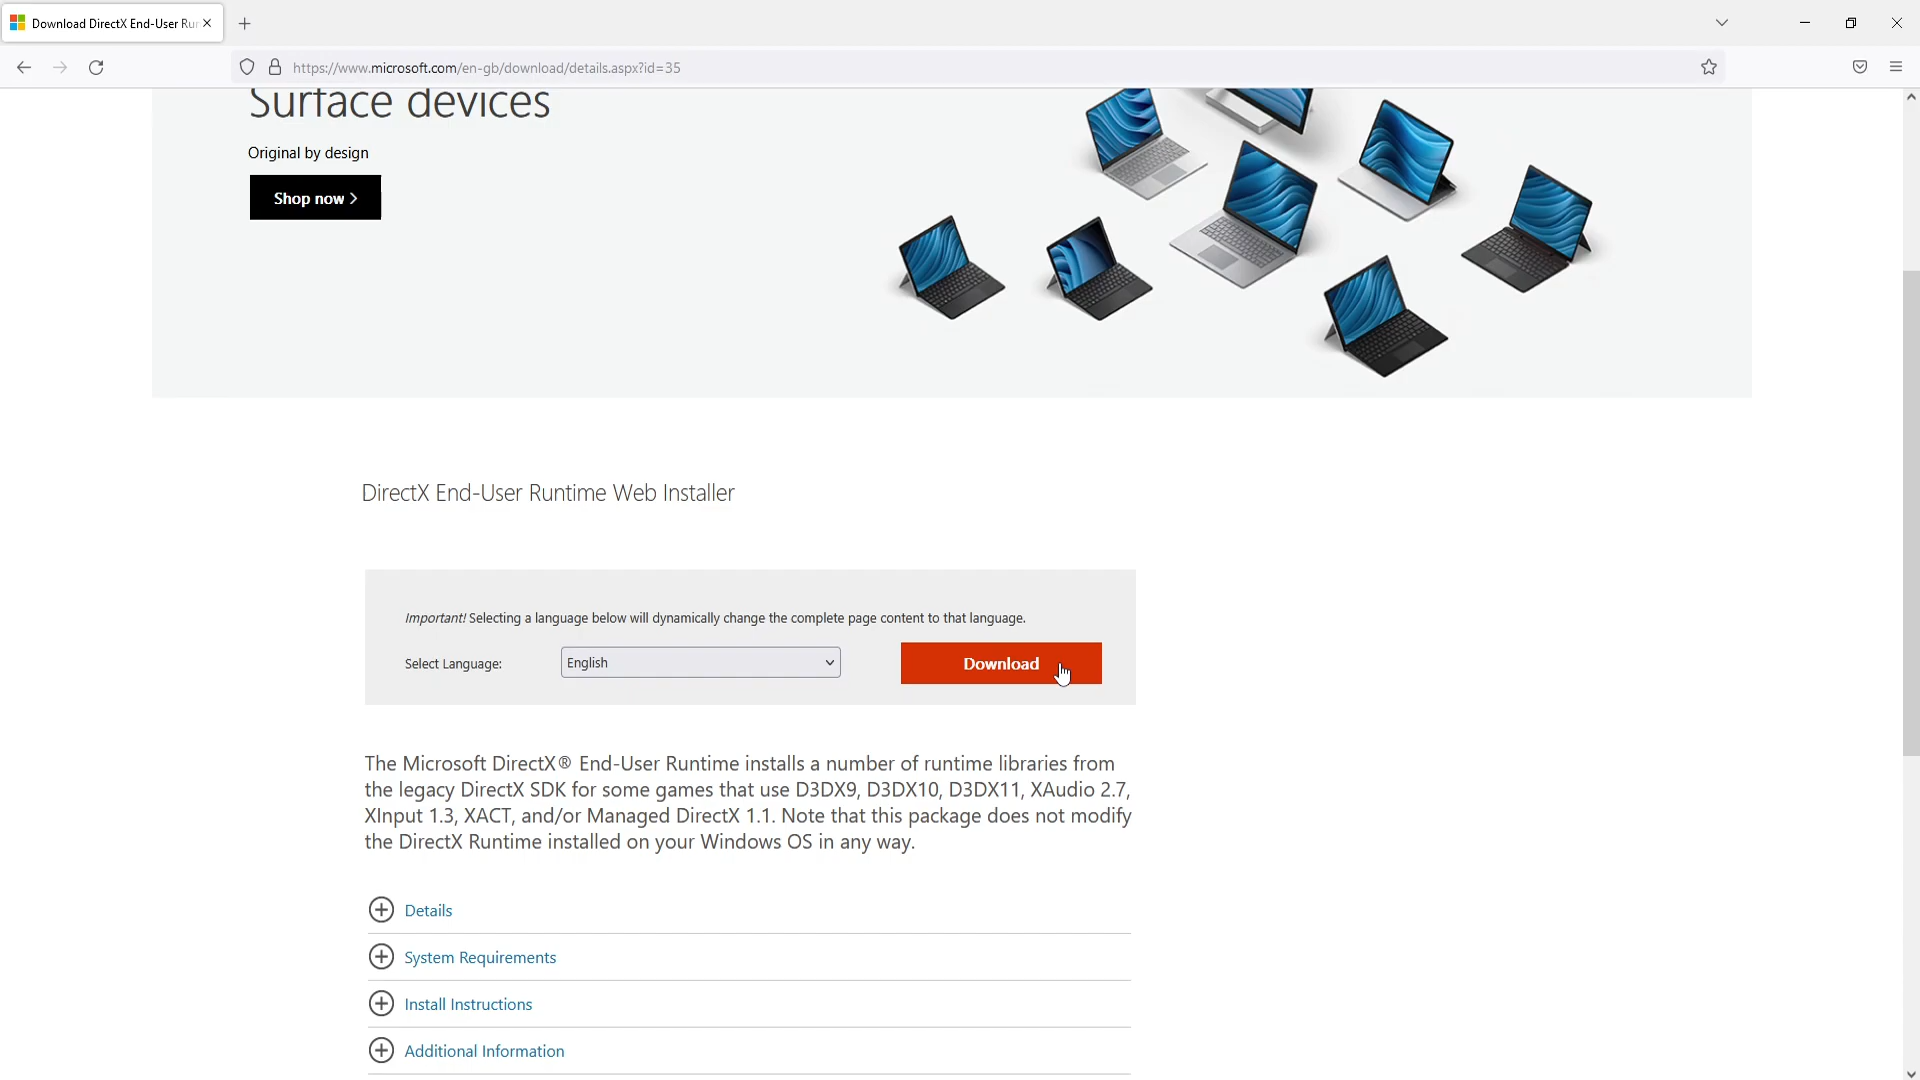 Download DirectX End-User Run
https://www.microsoft.com/en-gb/download/details.aspx?id=35
Surface devices
Original by design
Shop now >
DirectX End-User Runtime Web Installer
Important! Selecting a language below will dynamically change the complete page content to that language.
Select Language:
English
Download
The Microsoft DirectX® End-User Runtime installs a number of runtime libraries from
the legacy DirectX SDK for some games that use D3DX9, D3DX10, D3DX11, XAudio 2.7,
XInput 1.3, XACT, and/or Managed DirectX 1.1. Note that this package does not modify
the DirectX Runtime installed on your Windows OS in any way.
Details
System Requirements
Install Instructions
Additional Information